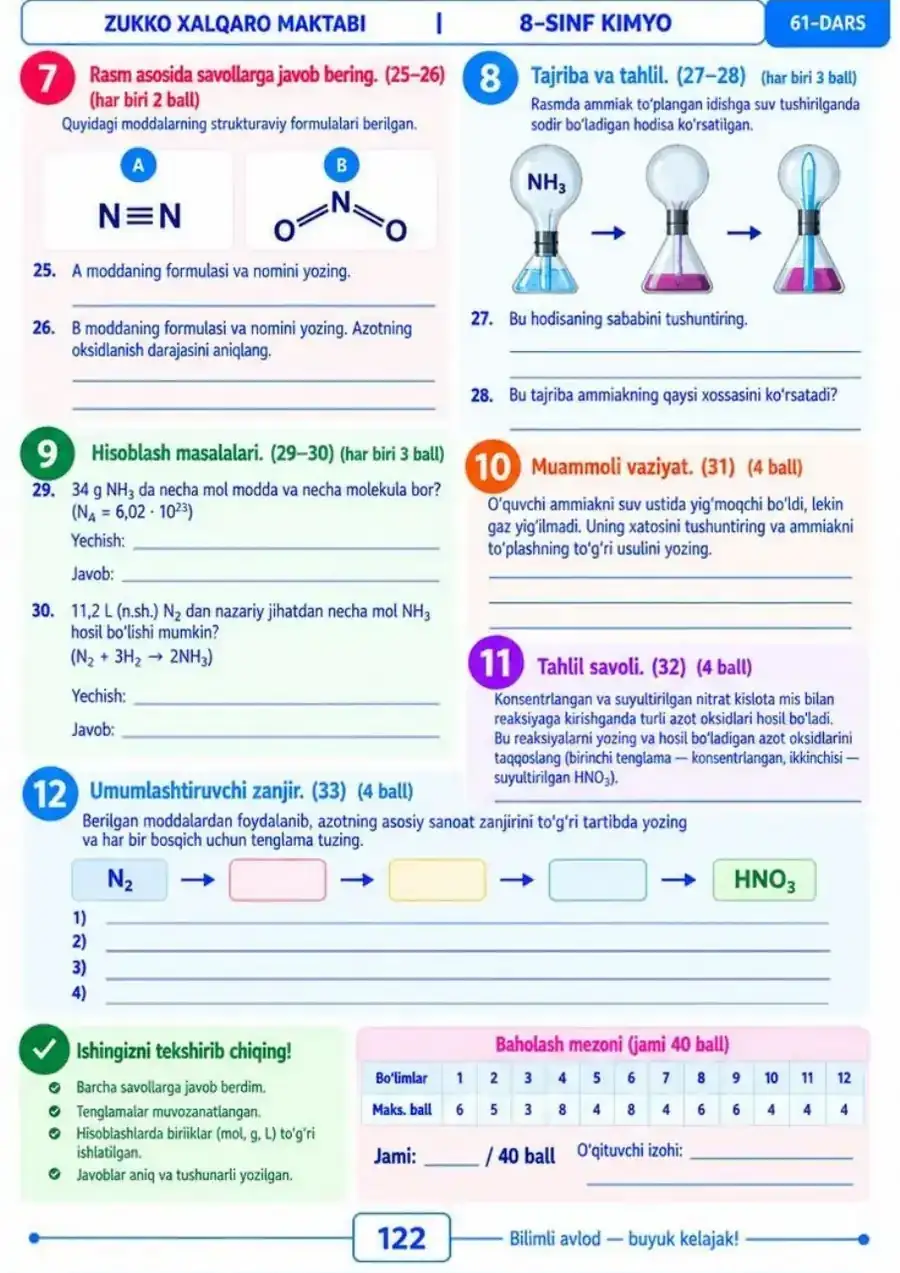 ZUKKO XALQARO MAKTABI | 8–SINF KIMYO 61–DARS
7 Rasm asosida savollarga javob bering. (25–26)
(har biri 2 ball)
Quyidagi moddalarning strukturaviy formulalari berilgan.
A
N≡N
B
O=N=O
25. A moddaning formulasi va nomini yozing.
26. B moddaning formulasi va nomini yozing. Azotning
oksidlanish darajasini aniqlang.
8 Tajriba va tahlil. (27–28) (har biri 3 ball)
Rasmda ammiak to‘plangan idishga suv tushirilganda
sodir bo‘ladigan hodisa ko‘rsatilgan.
NH₃
27. Bu hodisaning sababini tushuntiring.
28. Bu tajriba ammiakning qaysi xossasini ko‘rsatadi?
9 Hisoblash masalalari. (29–30) (har biri 3 ball)
29. 34 g NH₃ da necha mol modda va necha molekula bor?
(N_A = 6,02 · 10²³)
Yechish:
Javob:
30. 11,2 L (n.sh.) N₂ dan nazariy jihatdan necha mol NH₃
hosil bo‘lishi mumkin?
(N₂ + 3H₂ → 2NH₃)
Yechish:
Javob:
10 Muammoli vaziyat. (31) (4 ball)
O‘quvchi ammiakni suv ustida yig‘moqchi bo‘ldi, lekin
gaz yig‘ilmadi. Uning xatosini tushuntiring va ammiakni
to‘plashning to‘g‘ri usulini yozing.
11 Tahlil savoli. (32) (4 ball)
Konsentrlangan va suyultirilgan nitrat kislota mis bilan
reaksiyaga kirishganda turli azot oksidlari hosil bo‘ladi.
Bu reaksiyalarni yozing va hosil bo‘ladigan azot oksidlarini
taqqoslang (birinchi tenglama — konsentrlangan, ikkinchisi —
suyultirilgan HNO₃).
12 Umumlashtiruvchi zanjir. (33) (4 ball)
Berilgan moddalardan foydalanib, azotning asosiy sanoat zanjirini to‘g‘ri tartibda yozing
va har bir bosqich uchun tenglama tuzing.
N₂ → → → → HNO₃
1)
2)
3)
4)
Ishingizni tekshirib chiqing!
Barcha savollarga javob berdim.
Tenglamalar muvozanatlangan.
Hisoblashlarda biriiklar (mol, g, L) to‘g‘ri
ishlatilgan.
Javoblar aniq va tushunarli yozilgan.
Baholash mezoni (jami 40 ball)
Bo‘limlar 1 2 3 4 5 6 7 8 9 10 11 12
Maks. ball 6 5 3 8 4 8 4 6 6 4 4 4
Jami: / 40 ball O‘qituvchi izohi:
122 Bilimli avlod — buyuk kelajak!